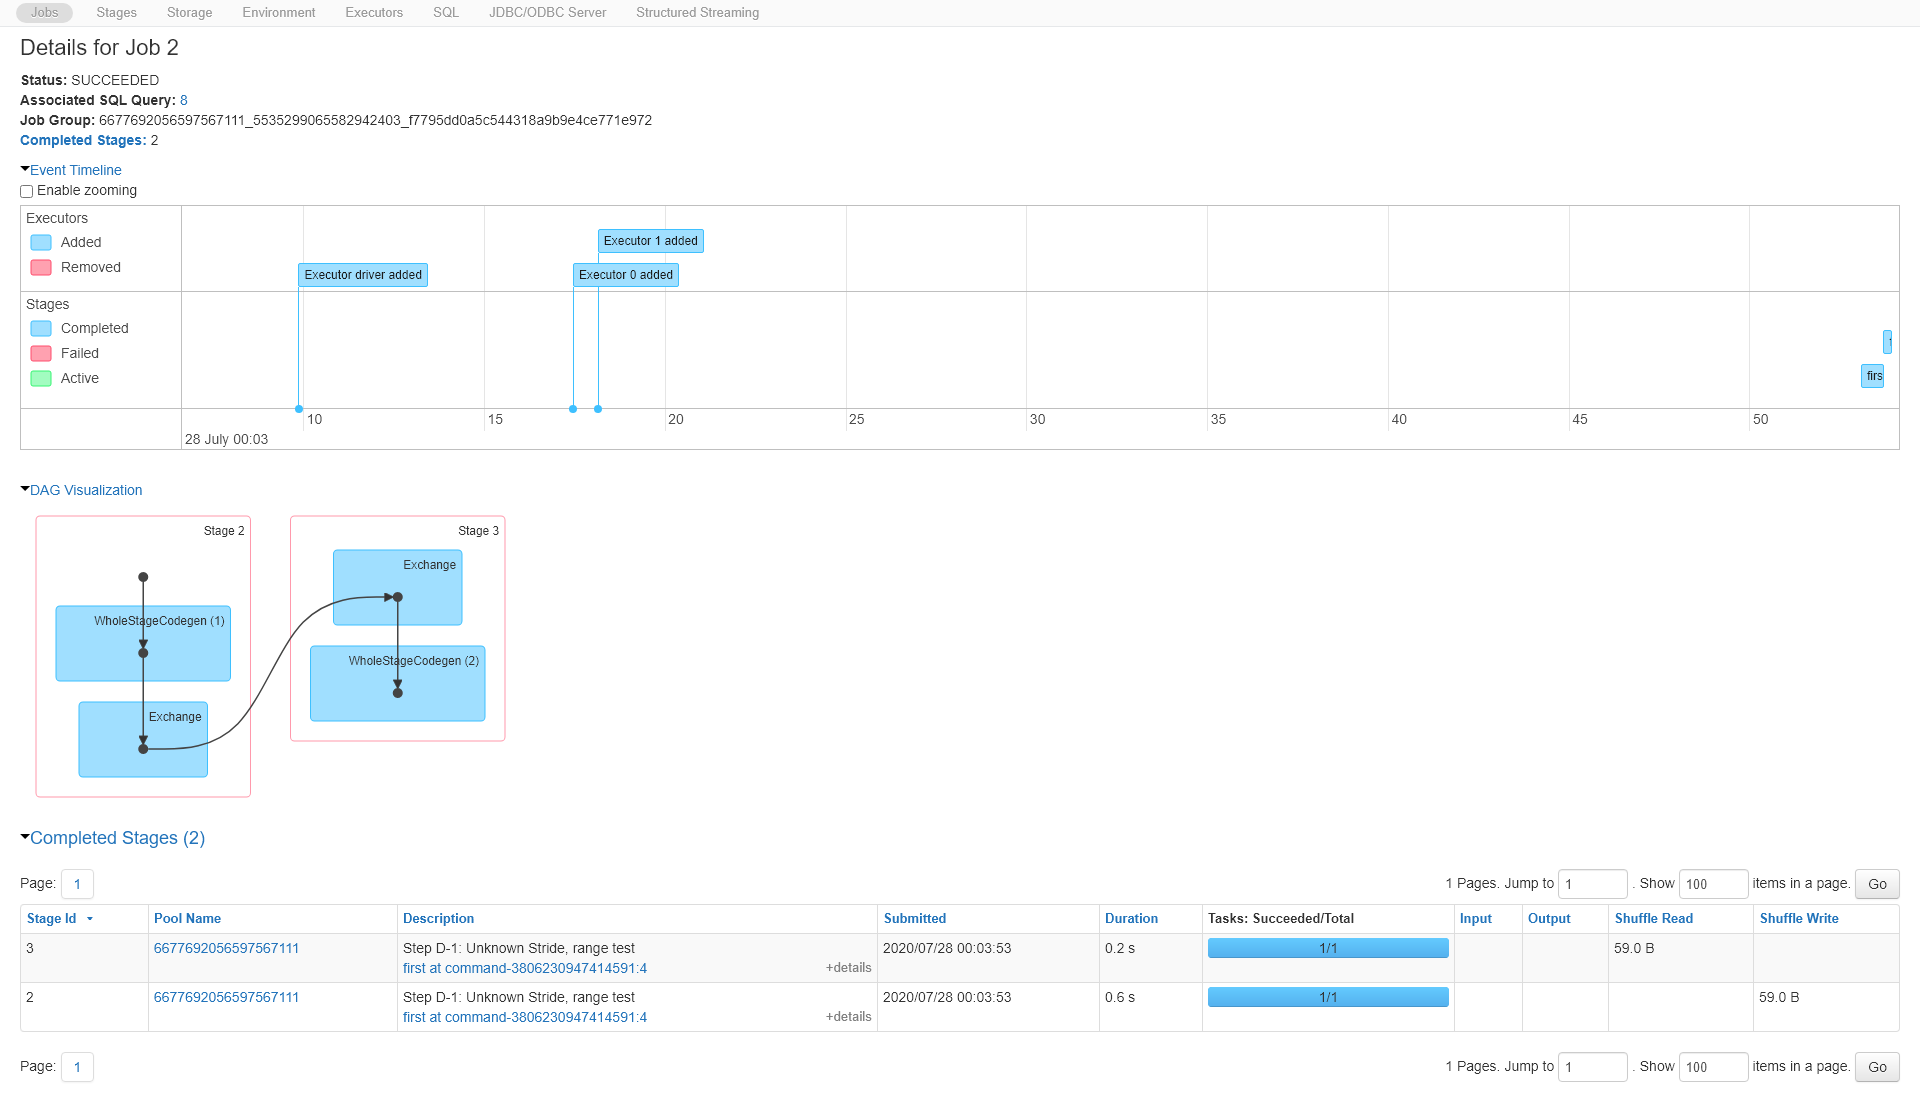 Jobs Stages Storage Environment Executors SQL JDBC/ODBC Server Structured Streaming
Details for Job 2
Status: SUCCEEDED
Associated SQL Query: 8
Job Group: 6677692056597567111_5535299065582942403_f7795dd0a5c544318a9b9e4ce771e972
Completed Stages: 2
Event Timeline
Enable zooming
Executors
Added
Removed
Executor 1 added
Executor driver added
Executor 0 added
Stages
Completed
Failed
Active
firs
10 15 20 25 30 35 40 45 50
28 July 00:03
DAG Visualization
Stage 2
WholeStageCodegen (1)
Exchange
Stage 3
Exchange
WholeStageCodegen (2)
Completed Stages (2)
Page: 1
1 Pages. Jump to 1 . Show 100 items in a page. Go
Stage Id Pool Name Description Submitted Duration Tasks: Succeeded/Total Input Output Shuffle Read Shuffle Write
3 6677692056597567111 Step D-1: Unknown Stride, range test 2020/07/28 00:03:53 0.2 s 1/1 59.0 B
first at command-3806230947414591:4 +details
2 6677692056597567111 Step D-1: Unknown Stride, range test 2020/07/28 00:03:53 0.6 s 1/1 59.0 B
first at command-3806230947414591:4 +details
Page: 1
1 Pages. Jump to 1 . Show 100 items in a page. Go